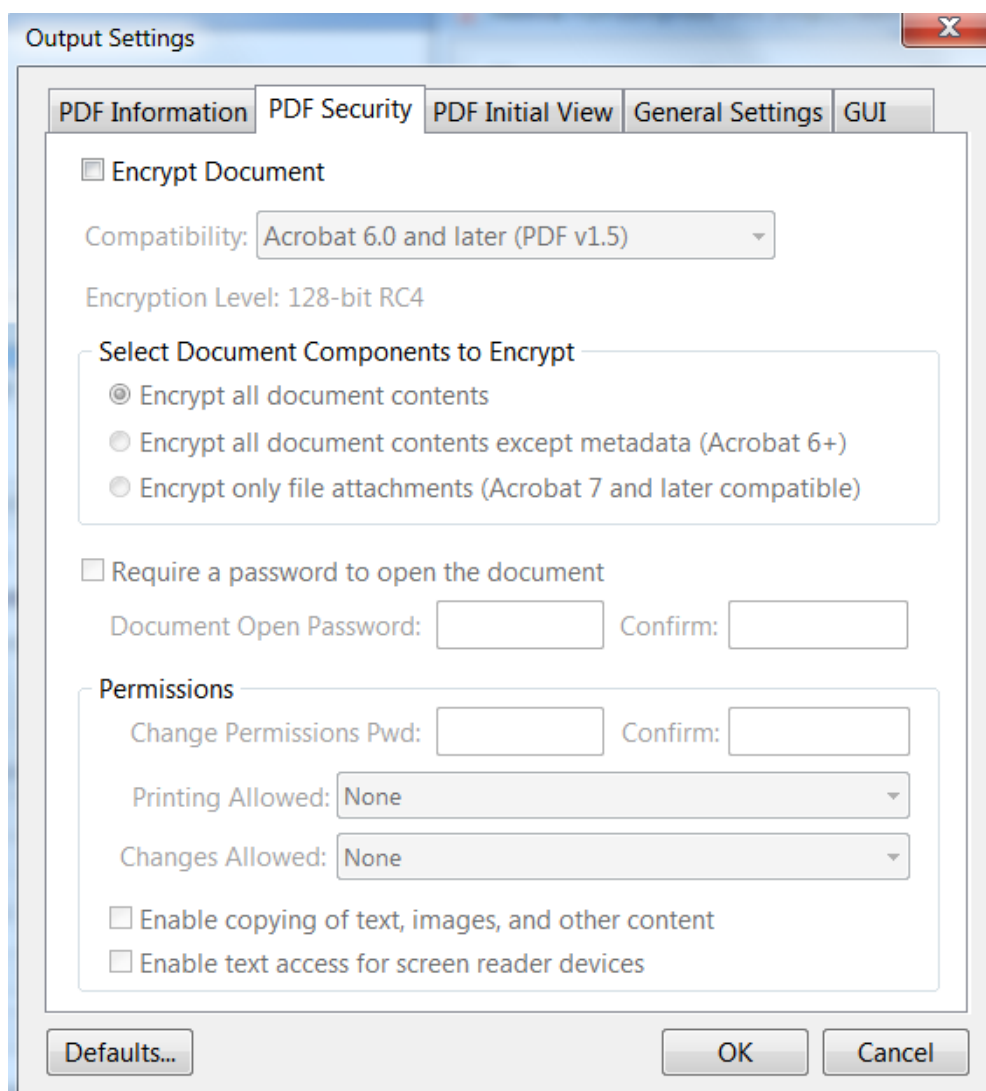 Output Settings
PDF Information PDF Security PDF Initial View General Settings GUI
Encrypt Document
Compatibility: Acrobat 6.0 and later (PDF v1.5)
Encryption Level: 128-bit RC4
Select Document Components to Encrypt
Encrypt all document contents
Encrypt all document contents except metadata (Acrobat 6+)
Encrypt only file attachments (Acrobat 7 and later compatible)
Require a password to open the document
Document Open Password: Confirm:
Permissions
Change Permissions Pwd: Confirm:
Printing Allowed: None
Changes Allowed: None
Enable copying of text, images, and other content
Enable text access for screen reader devices
Defaults... OK Cancel